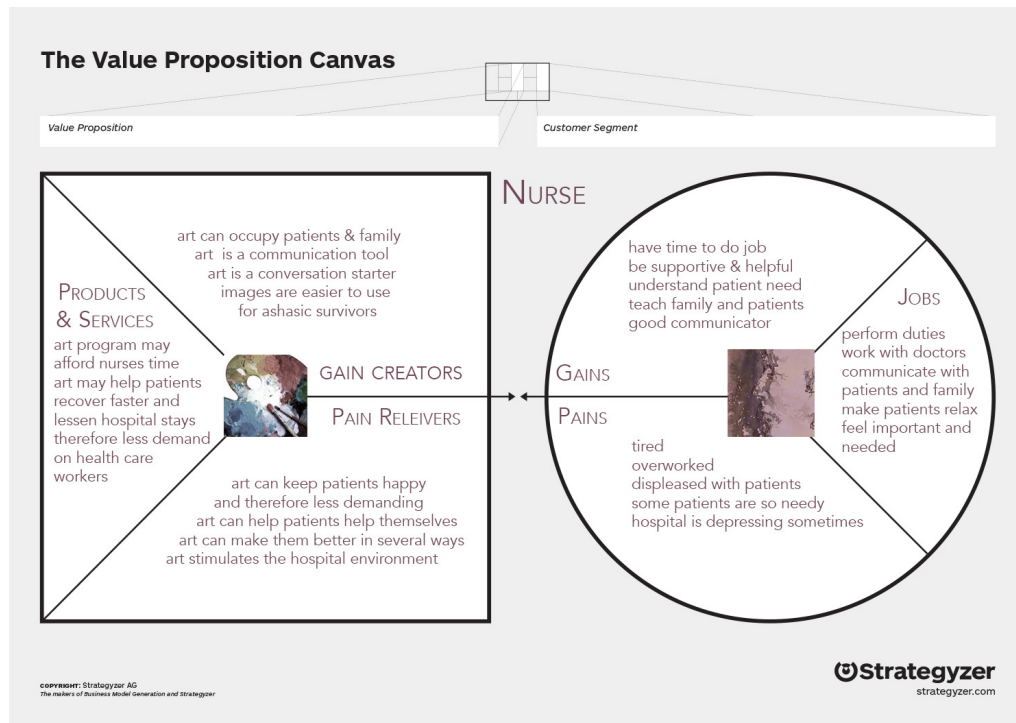 The Value Proposition Canvas
Value Proposition
Customer Segment
NURSE
art can occupy patients & family
art is a communication tool
art is a conversation starter
images are easier to use
for ashasic survivors
PRODUCTS
& SERVICES
art program may
afford nurses time
art may help patients
recover faster and
lessen hospital stays
therefore less demand
on health care
workers
GAIN CREATORS
PAIN RELEIVERS
art can keep patients happy
and therefore less demanding
art can help patients help themselves
art can make them better in several ways
art stimulates the hospital environment
have time to do job
be supportive & helpful
understand patient need
teach family and patients
good communicator
GAINS
PAINS
tired
overworked
displeased with patients
some patients are so needy
hospital is depressing sometimes
JOBS
perform duties
work with doctors
communicate with
patients and family
make patients relax
feel important and
needed
COPYRIGHT: Strategyzer AG
The makers of Business Model Generation and Strategyzer
Strategyzer
strategyzer.com